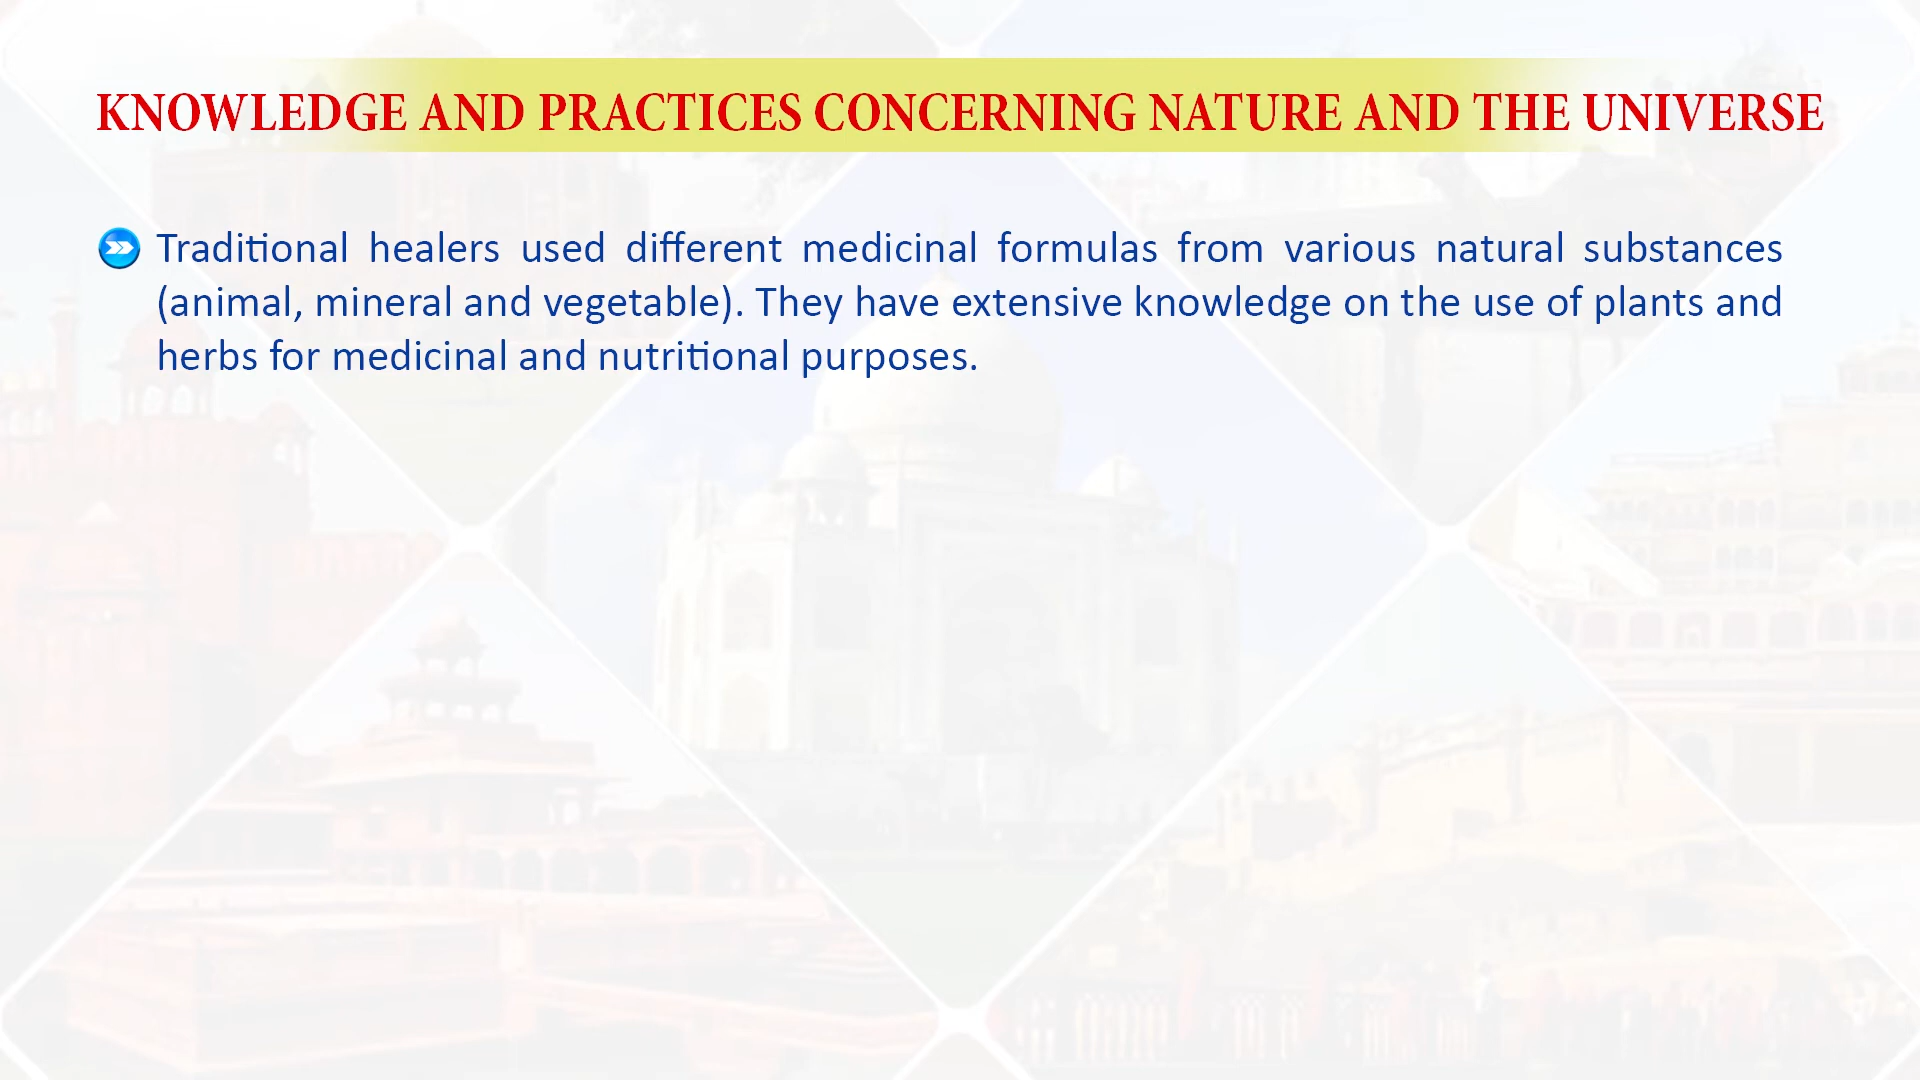 KNOWLEDGE AND PRACTICES CONCERNING NATURE AND THE UNIVERSE
Traditional healers used different medicinal formulas from various natural substances
(animal, mineral and vegetable). They have extensive knowledge on the use of plants and
herbs for medicinal and nutritional purposes.